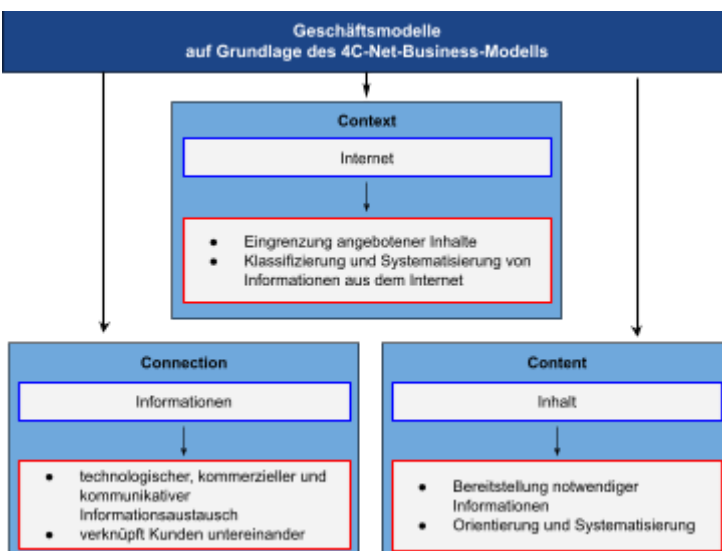 Geschäftsmodelle
auf Grundlage des 4C-Net-Business-Modells
Context
Internet
● Eingrenzung angebotener Inhalte
● Klassifizierung und Systematisierung von
Informationen aus dem Internet
Connection
Informationen
● technologischer, kommerzieller und
kommunikativer
Informationsaustausch
● verknüpft Kunden untereinander
Content
Inhalt
● Bereitstellung notwendiger
Informationen
● Orientierung und Systematisierung